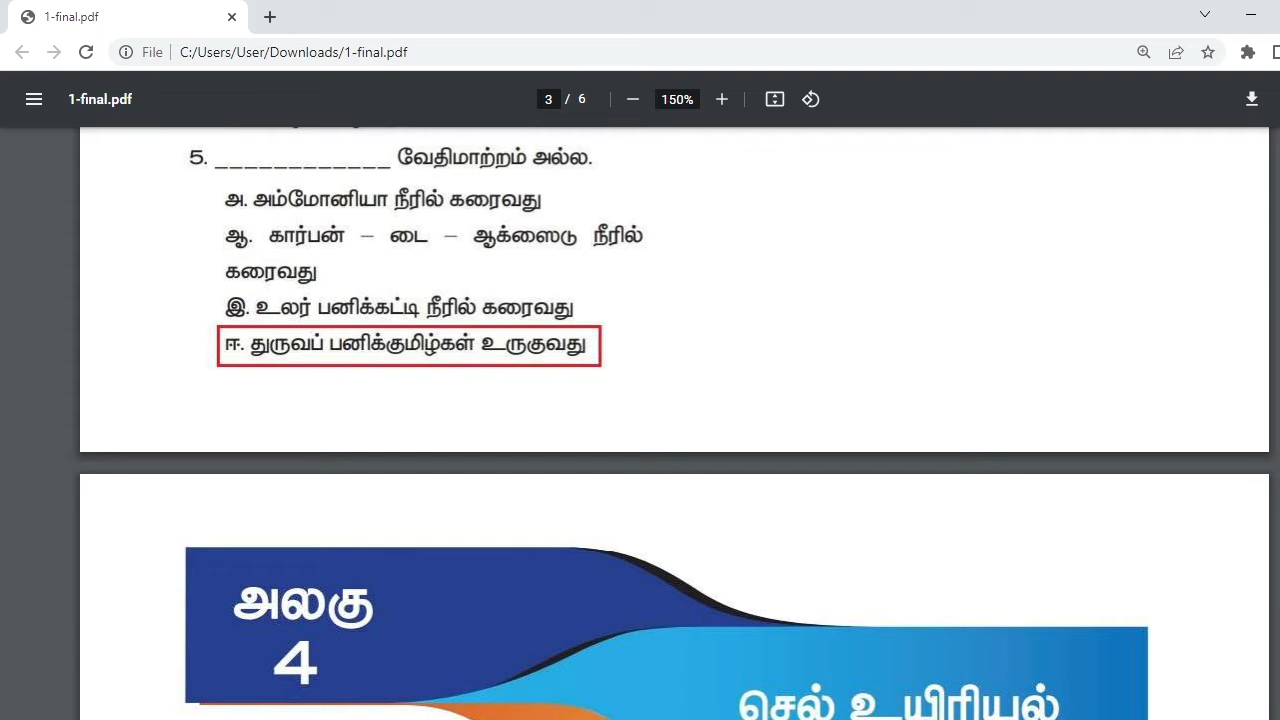 1-final.pdf
File
C:/Users/User/Downloads/1-final.pdf
1-final.pdf
3 / 6
150%
5. ____________ வேதிமாற்றம் அல்ல.
அ. அம்மோனியா நீரில் கரைவது
ஆ. கார்பன் – டை – ஆக்ஸைடு நீரில்
கரைவது
இ. உலர் பனிக்கட்டி நீரில் கரைவது
ஈ. துருவப் பனிக்குமிழ்கள் உருகுவது
அலகு
4
செல் உயிரியல்